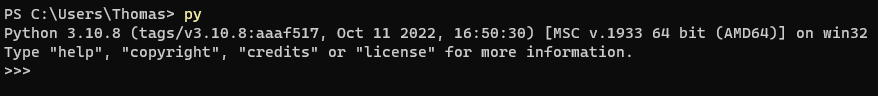 PS C:\Users\Thomas> py
Python 3.10.8 (tags/v3.10.8:aaaf517, Oct 11 2022, 16:50:30) [MSC v.1933 64 bit (AMD64)] on win32
Type "help", "copyright", "credits" or "license" for more information.
>>>